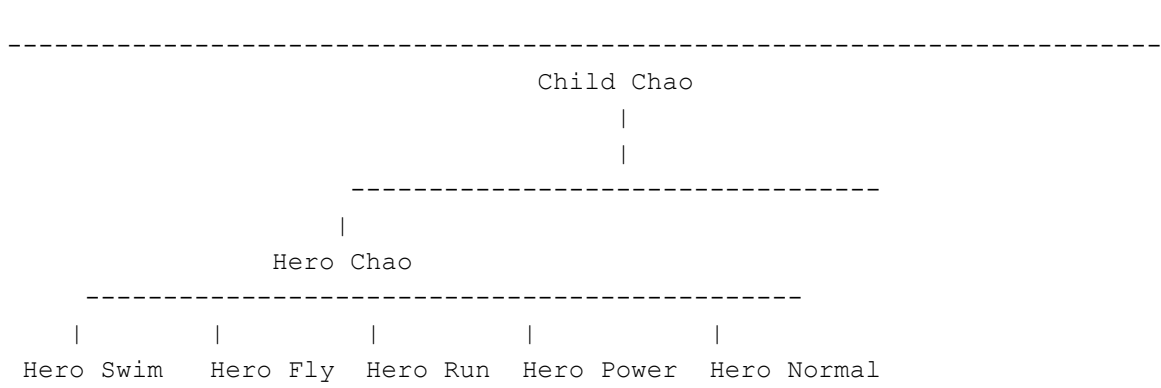 --------------------------------------------------------------------------
Child Chao
|
|
----------------------------------
|
Hero Chao
----------------------------------------------
| | | | |
Hero Swim Hero Fly Hero Run Hero Power Hero Normal